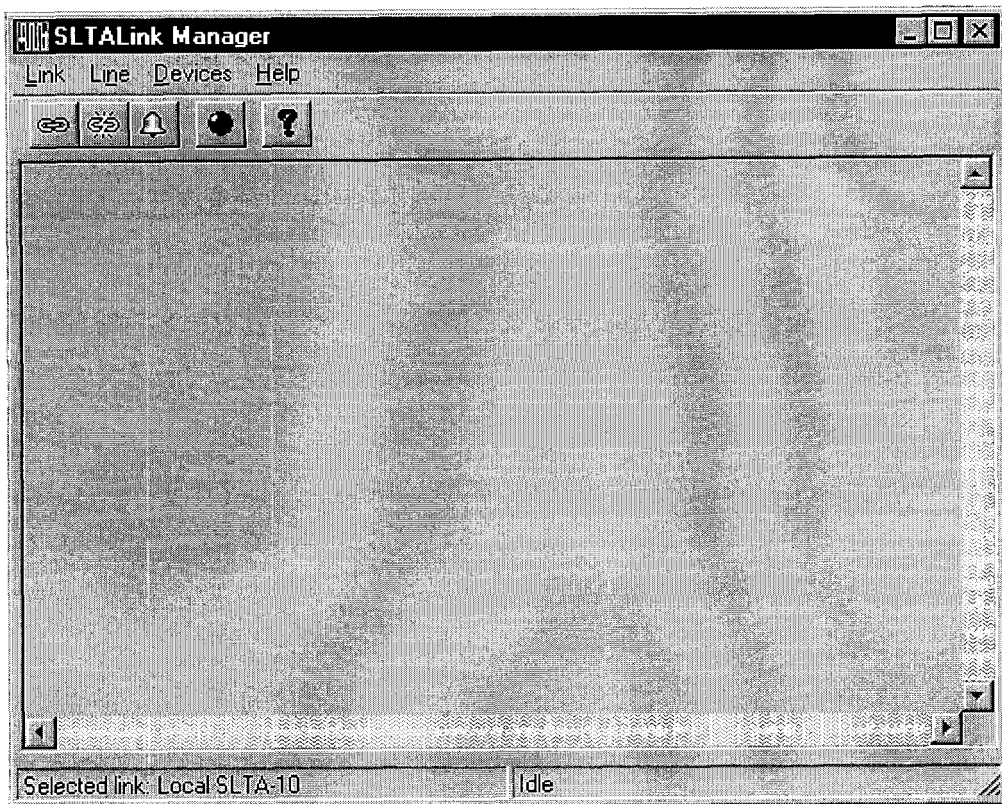 SLTALink Manager
Link Line Devices Help
?
Selected link: Local SLTA-10 Idle